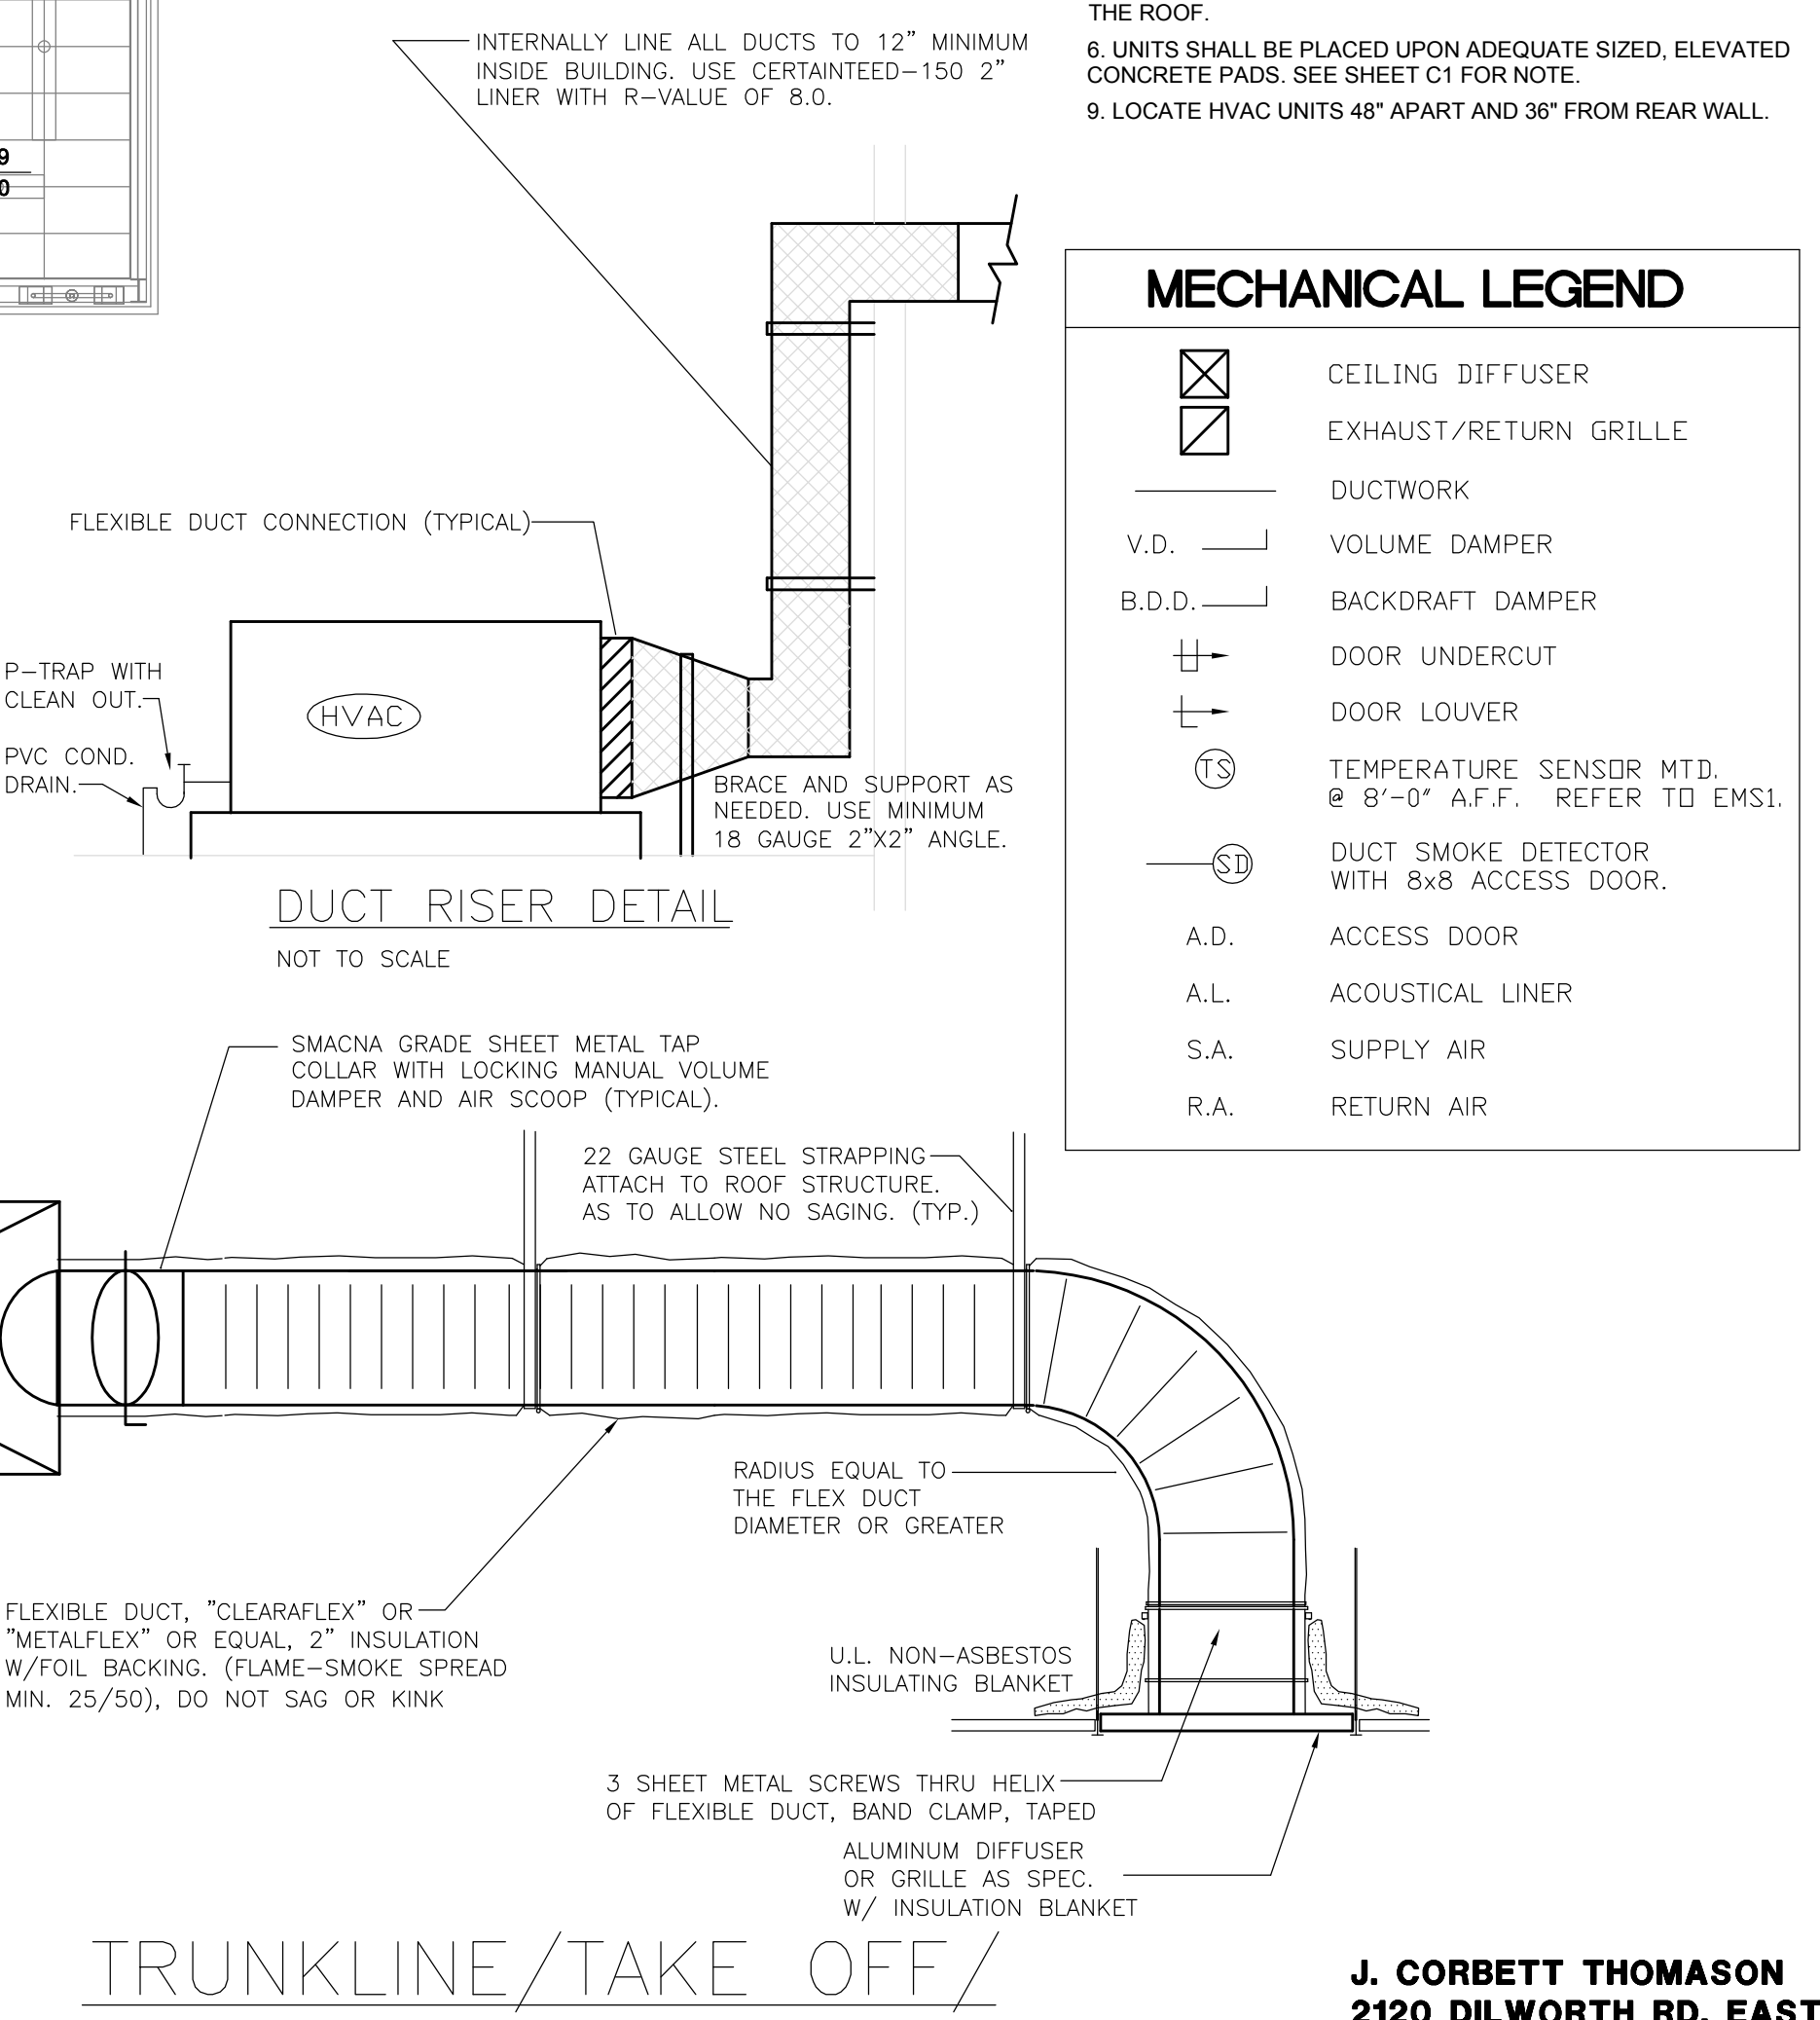 THE ROOF.
6. UNITS SHALL BE PLACED UPON ADEQUATE SIZED, ELEVATED
CONCRETE PADS. SEE SHEET C1 FOR NOTE.
9. LOCATE HVAC UNITS 48" APART AND 36" FROM REAR WALL.
INTERNALLY LINE ALL DUCTS TO 12" MINIMUM
INSIDE BUILDING. USE CERTAINTEED-150 2"
LINER WITH R-VALUE OF 8.0.
9
0
FLEXIBLE DUCT CONNECTION (TYPICAL)
P-TRAP WITH
CLEAN OUT.
PVC COND.
DRAIN.
HVAC
BRACE AND SUPPORT AS
NEEDED. USE MINIMUM
18 GAUGE 2"X2" ANGLE.
DUCT RISER DETAIL
NOT TO SCALE
MECHANICAL LEGEND
CEILING DIFFUSER
EXHAUST/RETURN GRILLE
DUCTWORK
V.D. VOLUME DAMPER
B.D.D. BACKDRAFT DAMPER
DOOR UNDERCUT
DOOR LOUVER
TS TEMPERATURE SENSOR MTD.
@ 8'-0" A.F.F. REFER TO EMS1.
SD DUCT SMOKE DETECTOR
WITH 8x8 ACCESS DOOR.
A.D. ACCESS DOOR
A.L. ACOUSTICAL LINER
S.A. SUPPLY AIR
R.A. RETURN AIR
SMACNA GRADE SHEET METAL TAP
COLLAR WITH LOCKING MANUAL VOLUME
DAMPER AND AIR SCOOP (TYPICAL).
22 GAUGE STEEL STRAPPING
ATTACH TO ROOF STRUCTURE.
AS TO ALLOW NO SAGING. (TYP.)
RADIUS EQUAL TO
THE FLEX DUCT
DIAMETER OR GREATER
FLEXIBLE DUCT, "CLEARAFLEX" OR
"METALFLEX" OR EQUAL, 2" INSULATION
W/FOIL BACKING. (FLAME-SMOKE SPREAD
MIN. 25/50), DO NOT SAG OR KINK
U.L. NON-ASBESTOS
INSULATING BLANKET
3 SHEET METAL SCREWS THRU HELIX
OF FLEXIBLE DUCT, BAND CLAMP, TAPED
ALUMINUM DIFFUSER
OR GRILLE AS SPEC.
W/ INSULATION BLANKET
TRUNKLINE/TAKE OFF
J. CORBETT THOMASON
2120 DILWORTH RD. EAST